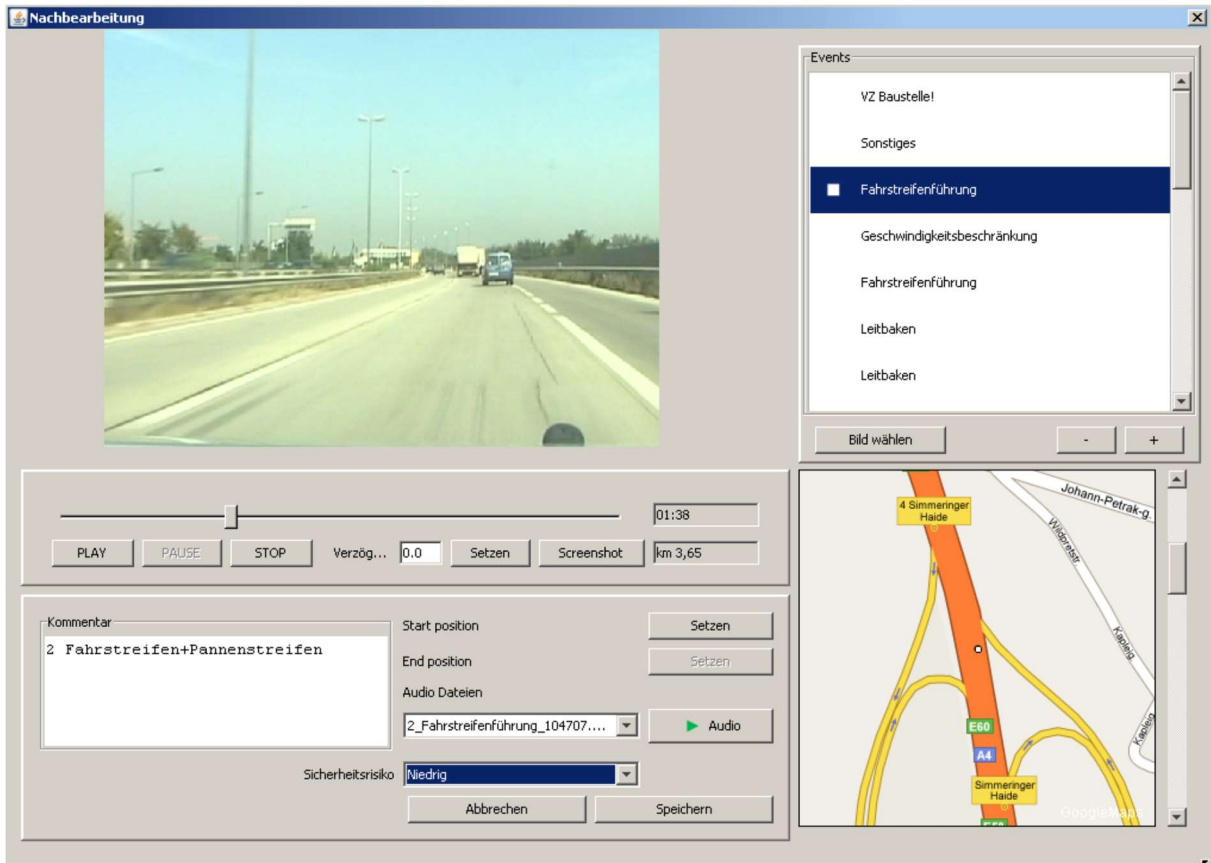 Nachbearbeitung
Events
VZ Baustelle!
Sonstiges
Fahrstreifenführung
Geschwindigkeitsbeschränkung
Fahrstreifenführung
Leitbaken
Leitbaken
Bild wählen - +
01:38
PLAY PAUSE STOP Verzög... 0.0 Setzen Screenshot km 3,65
Kommentar
2 Fahrstreifen+Pannenstreifen
Start position Setzen
End position Setzen
Audio Dateien
2_Fahrstreifenführung_104707.... Audio
Sicherheitsrisiko Niedrig
Abbrechen Speichern
4 Simmeringer
Haide
Johann-Petrak-g.
Wildpretstr
Kapleig
Kapleig
E60
A4
Simmeringer
Haide
GoogleMaps